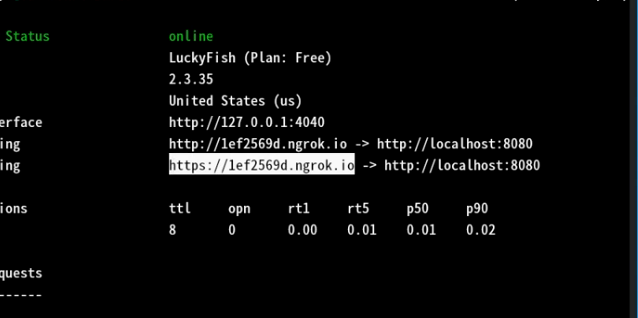 Status online
LuckyFish (Plan: Free)
2.3.35
United States (us)
erface http://127.0.0.1:4040
ing http://1ef2569d.ngrok.io -> http://localhost:8080
ing https://1ef2569d.ngrok.io -> http://localhost:8080
ions ttl opn rt1 rt5 p50 p90
8 0 0.00 0.01 0.01 0.02
quests
------